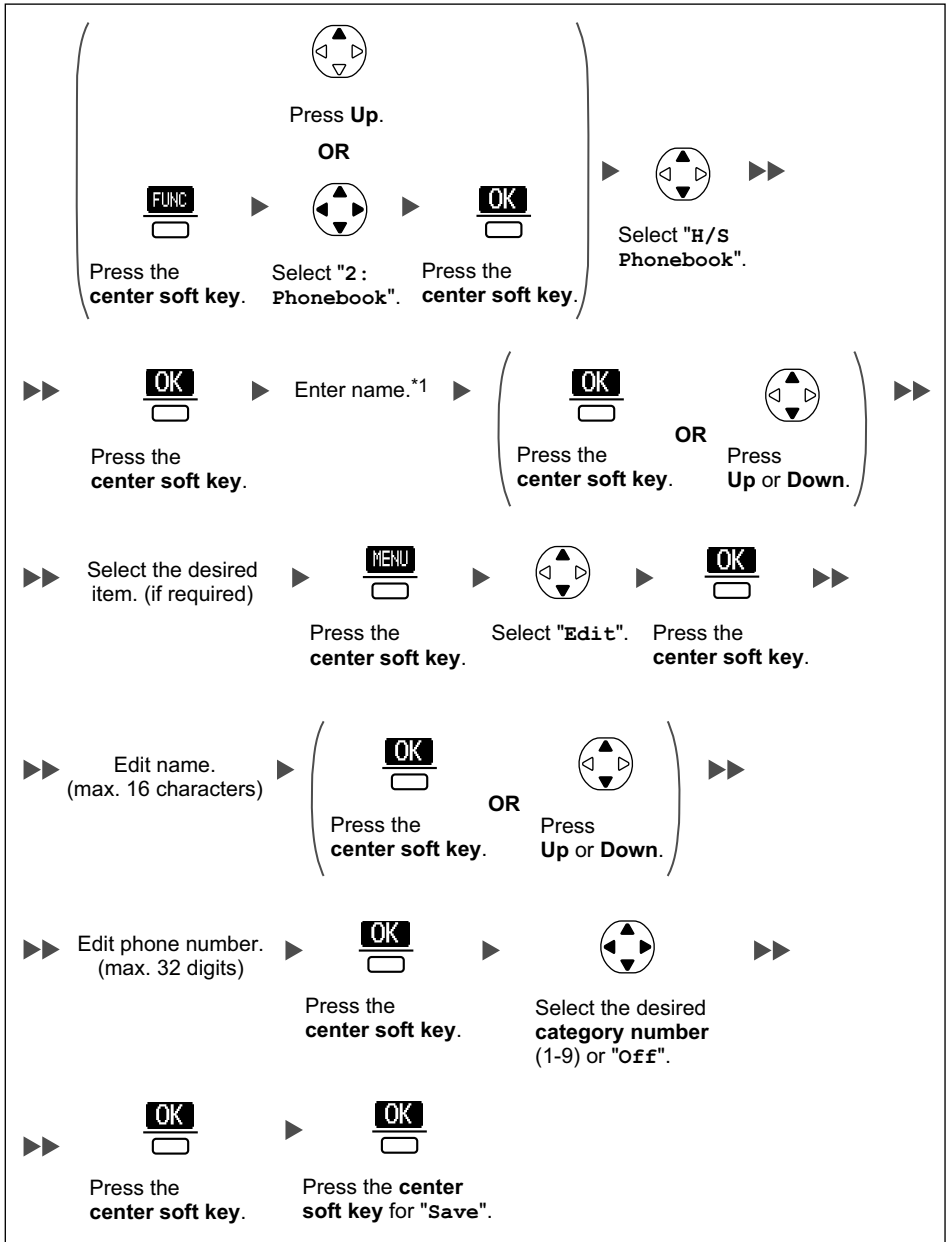 Press Up.
OR
FUNC
OK
Press the
center soft key.
Select "2:
Phonebook".
Press the
center soft key.
Select "H/S
Phonebook".
OK
Press the
center soft key.
Enter name.*1
OK
Press the
center soft key.
OR
Press
Up or Down.
Select the desired
item. (if required)
MENU
Press the
center soft key.
Select "Edit".
OK
Press the
center soft key.
Edit name.
(max. 16 characters)
OK
Press the
center soft key.
OR
Press
Up or Down.
Edit phone number.
(max. 32 digits)
OK
Press the
center soft key.
Select the desired
category number
(1-9) or "Off".
OK
Press the
center soft key.
OK
Press the center
soft key for "Save".